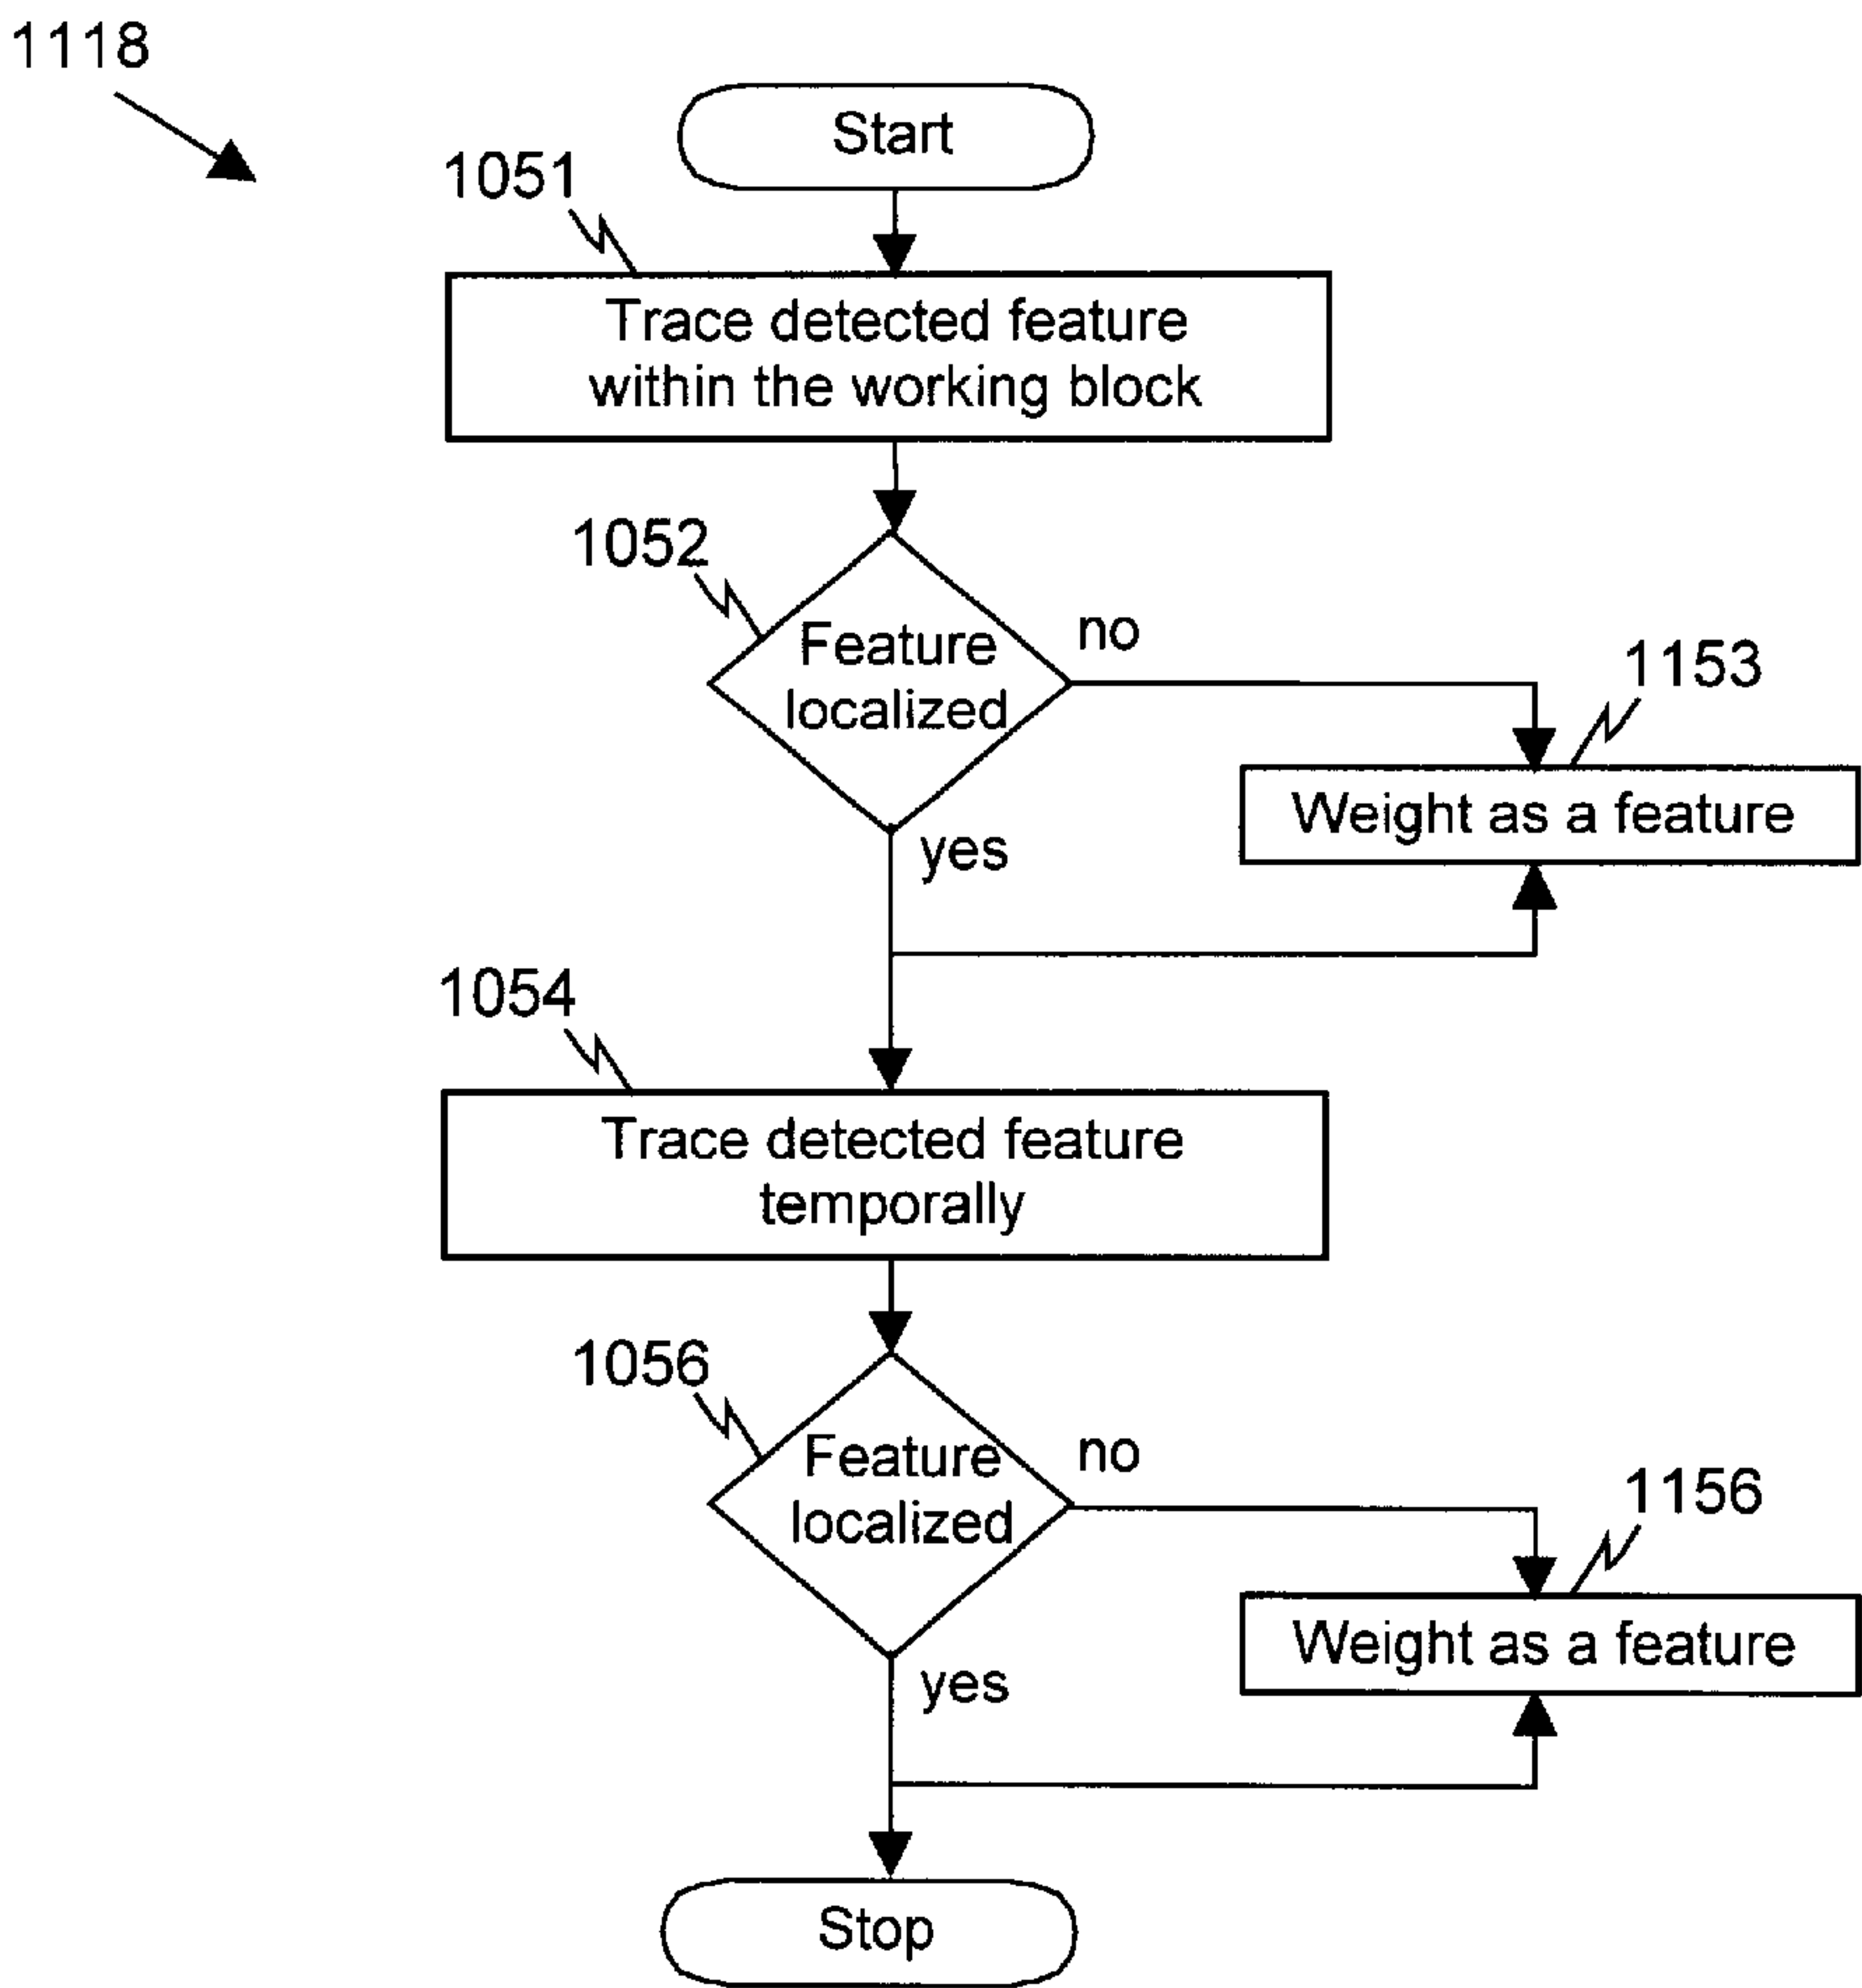 1118
Start
1051
Trace detected feature
within the working block
1052
Feature
localized
no
1153
Weight as a feature
yes
1054
Trace detected feature
temporally
1056
Feature
localized
no
1156
Weight as a feature
yes
Stop